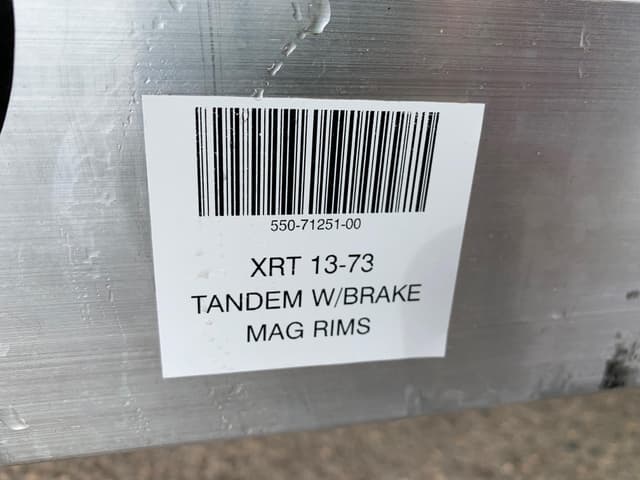 550-71251-00
XRT 13-73
TANDEM W/BRAKE
MAG RIMS